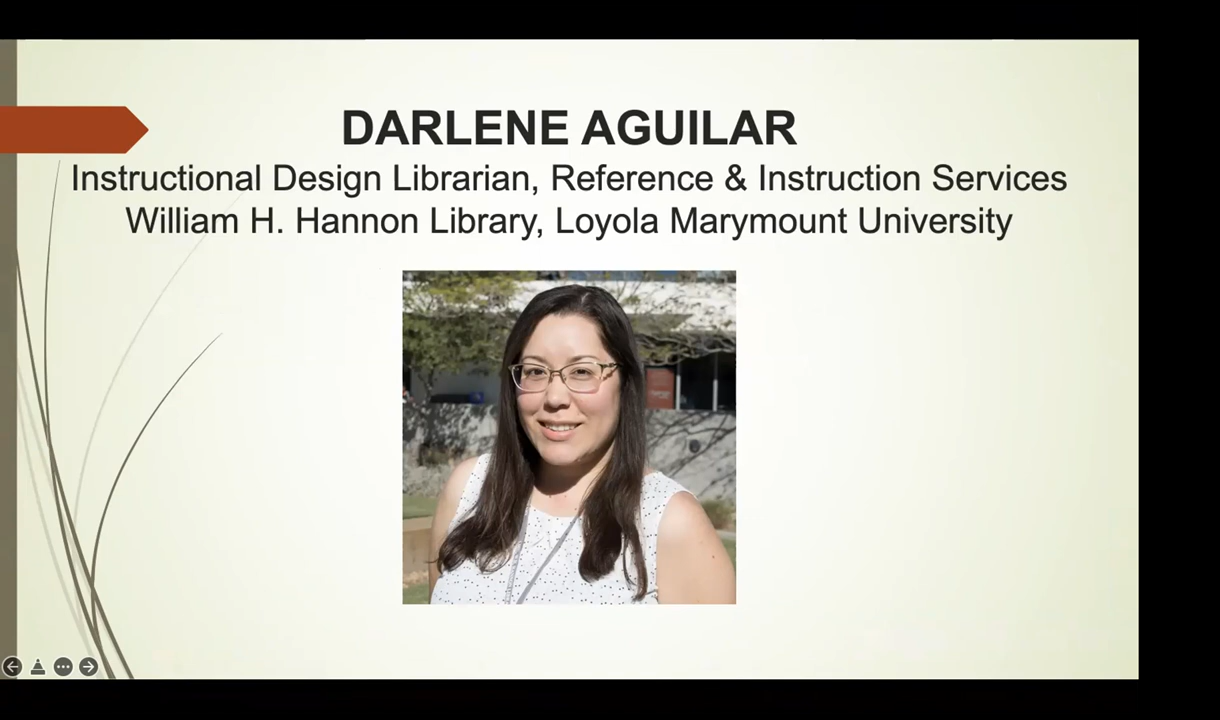 DARLENE AGUILAR
Instructional Design Librarian, Reference & Instruction Services
William H. Hannon Library, Loyola Marymount University